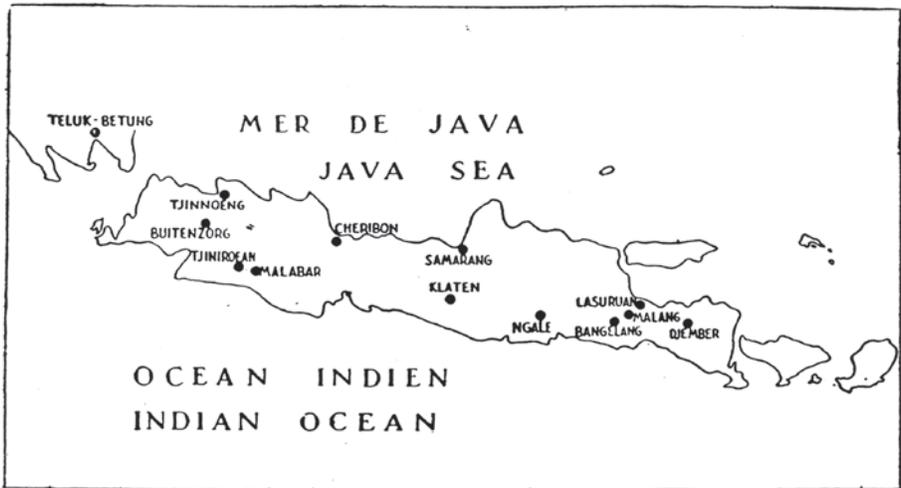 TELUK-BETUNG
MER DE JAVA
JAVA SEA
TJINNOENG
BUITENZORG
CHERIBON
TJINIROEAN
MALABAR
SAMARANG
KLATEN
LASURUAN
NGALE
BANGELANG
MALANG
DJEMBER
OCEAN INDIEN
INDIAN OCEAN